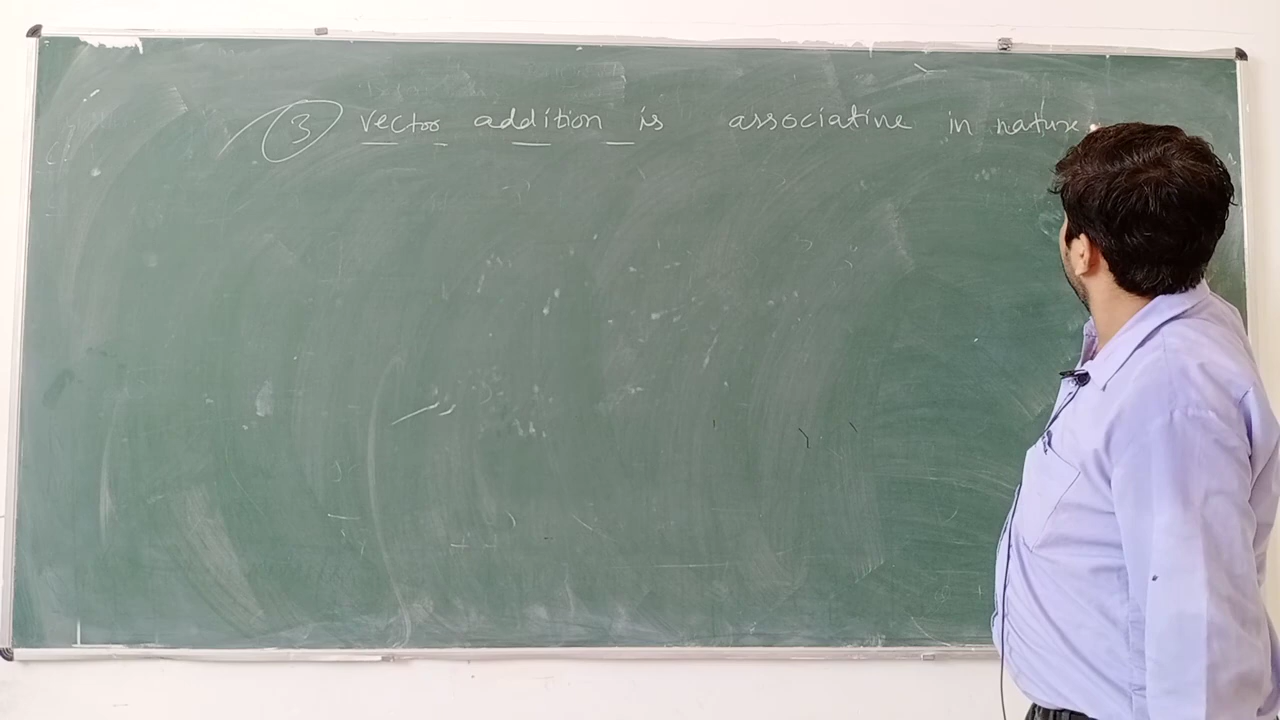 3 vector addition is associative in nature.